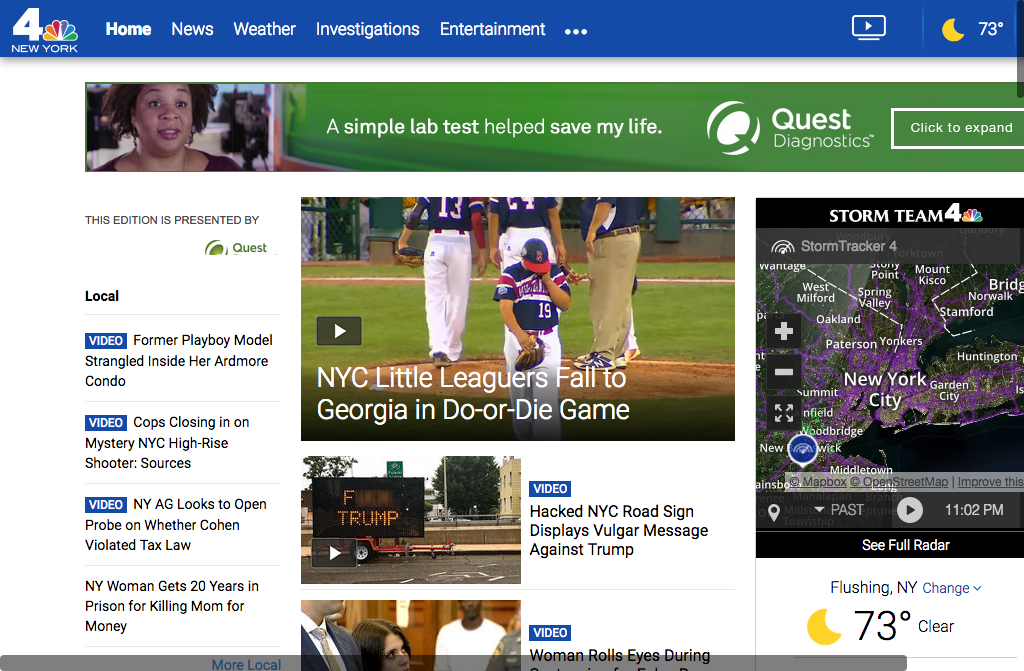 4
NEW YORK
Home
News
Weather
Investigations
Entertainment
73°
A simple lab test helped save my life.
Quest
Diagnostics™
Click to expand
THIS EDITION IS PRESENTED BY
Quest
Local
VIDEO Former Playboy Model
Strangled Inside Her Ardmore
Condo
VIDEO Cops Closing in on
Mystery NYC High-Rise
Shooter: Sources
VIDEO NY AG Looks to Open
Probe on Whether Cohen
Violated Tax Law
NY Woman Gets 20 Years in
Prison for Killing Mom for
Money
More Local
13
19
NYC Little Leaguers Fall to
Georgia in Do-or-Die Game
F
TRUMP
VIDEO
Hacked NYC Road Sign
Displays Vulgar Message
Against Trump
VIDEO
Woman Rolls Eyes During
STORM TEAM 4
StormTracker 4
Danbury
Yorktown
Wantage
Stony
Point
Mount
Kisco
West
Milford
Spring
Valley
Norwalk
Stamford
Oakland
Paterson
Yonkers
Huntington
New York
City
Garden
City
Summit
Woodbridge
Middletown
© Mapbox © OpenStreetMap | Improve this
PAST
11:02 PM
See Full Radar
Flushing, NY Change
73° Clear